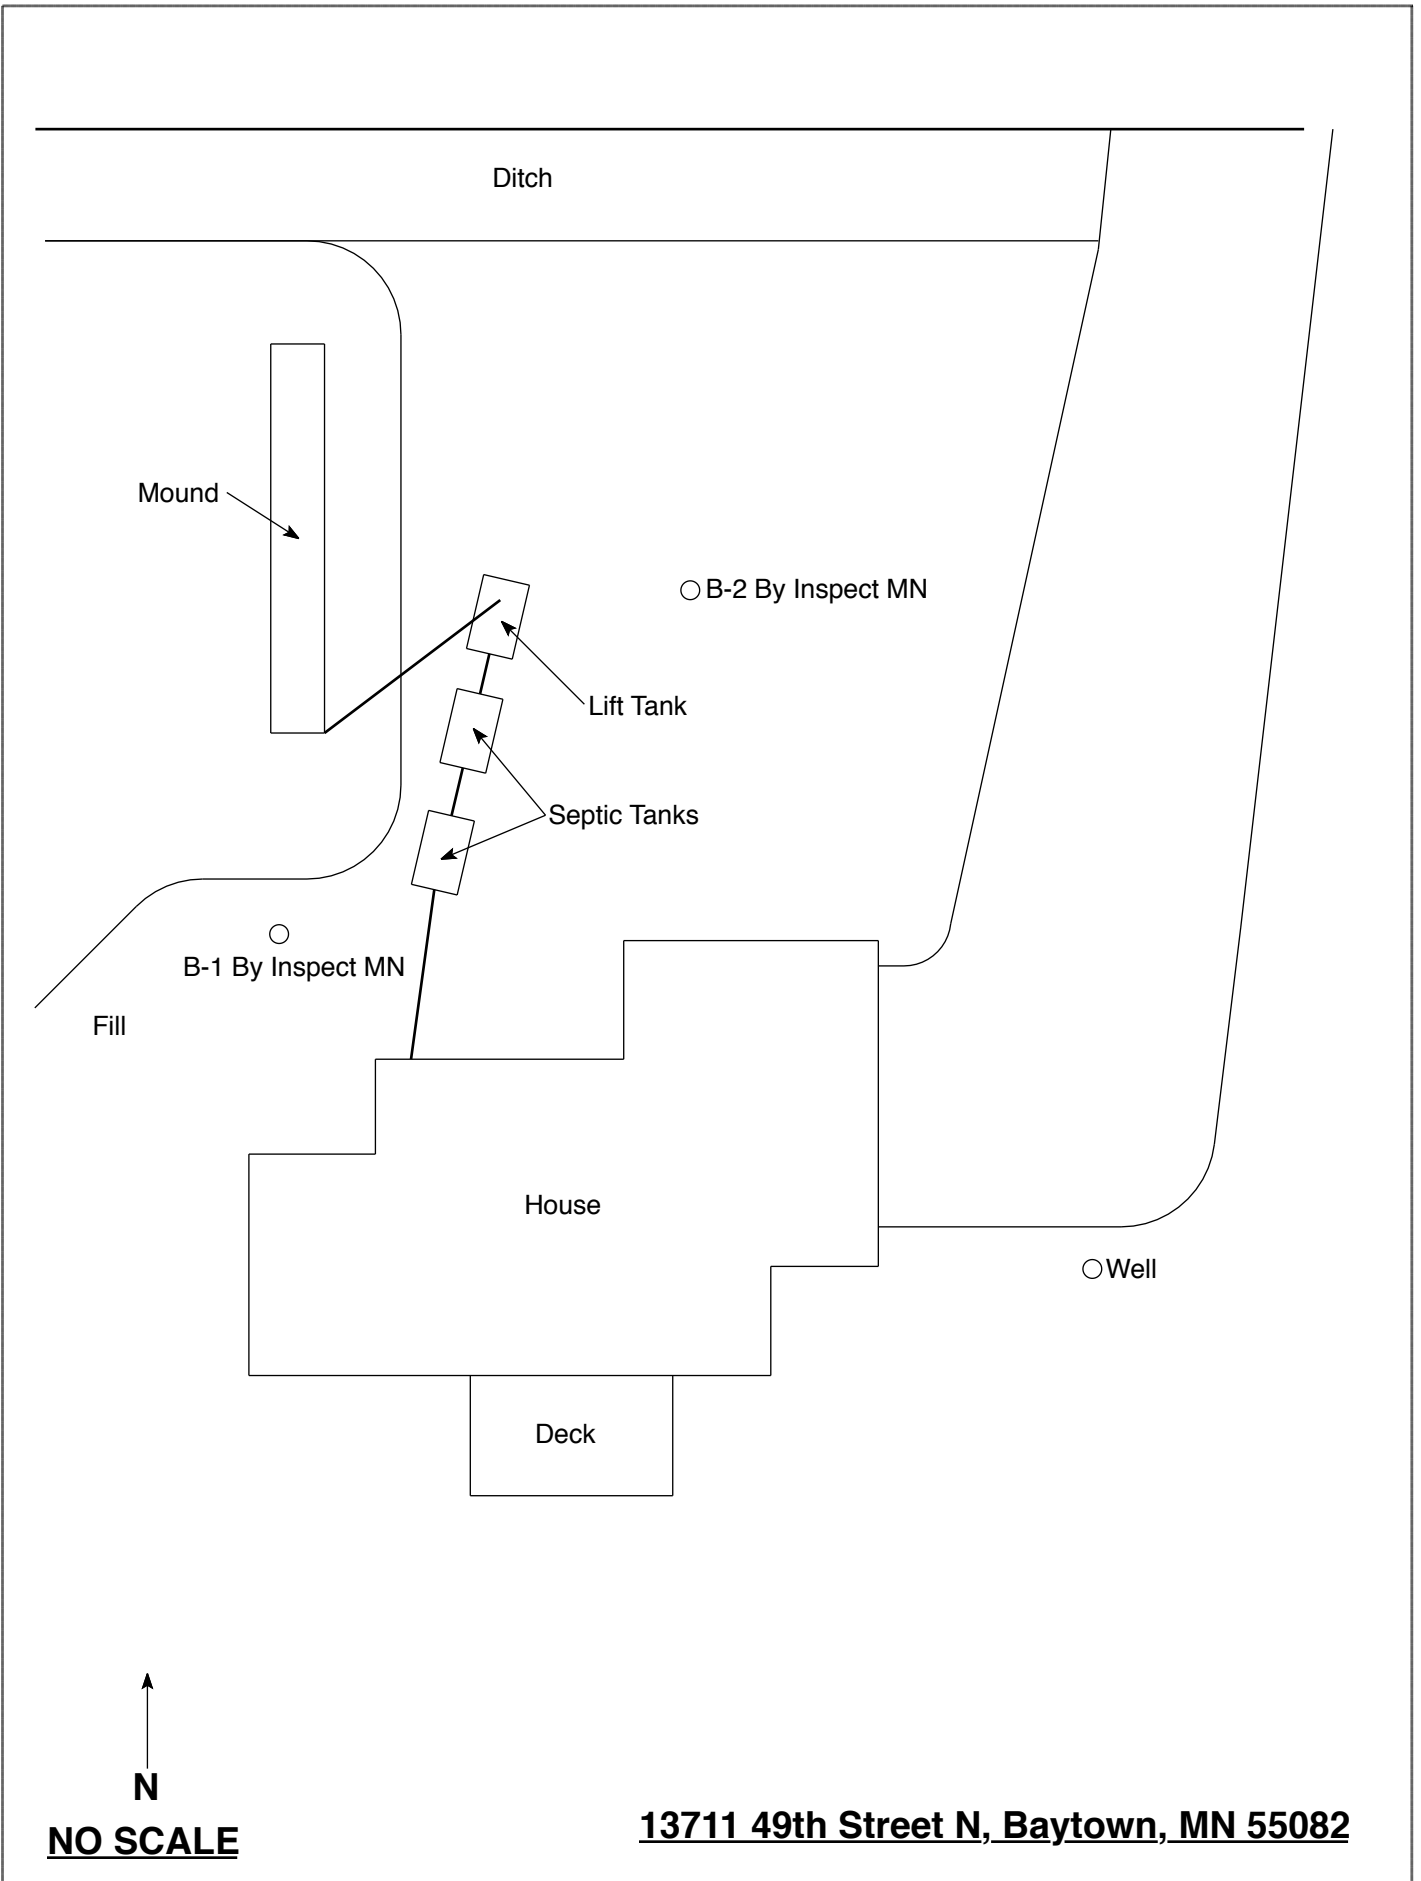 Ditch
Mound
B-2 By Inspect MN
Lift Tank
Septic Tanks
B-1 By Inspect MN
Fill
House
Well
Deck
N
NO SCALE
13711 49th Street N, Baytown, MN 55082